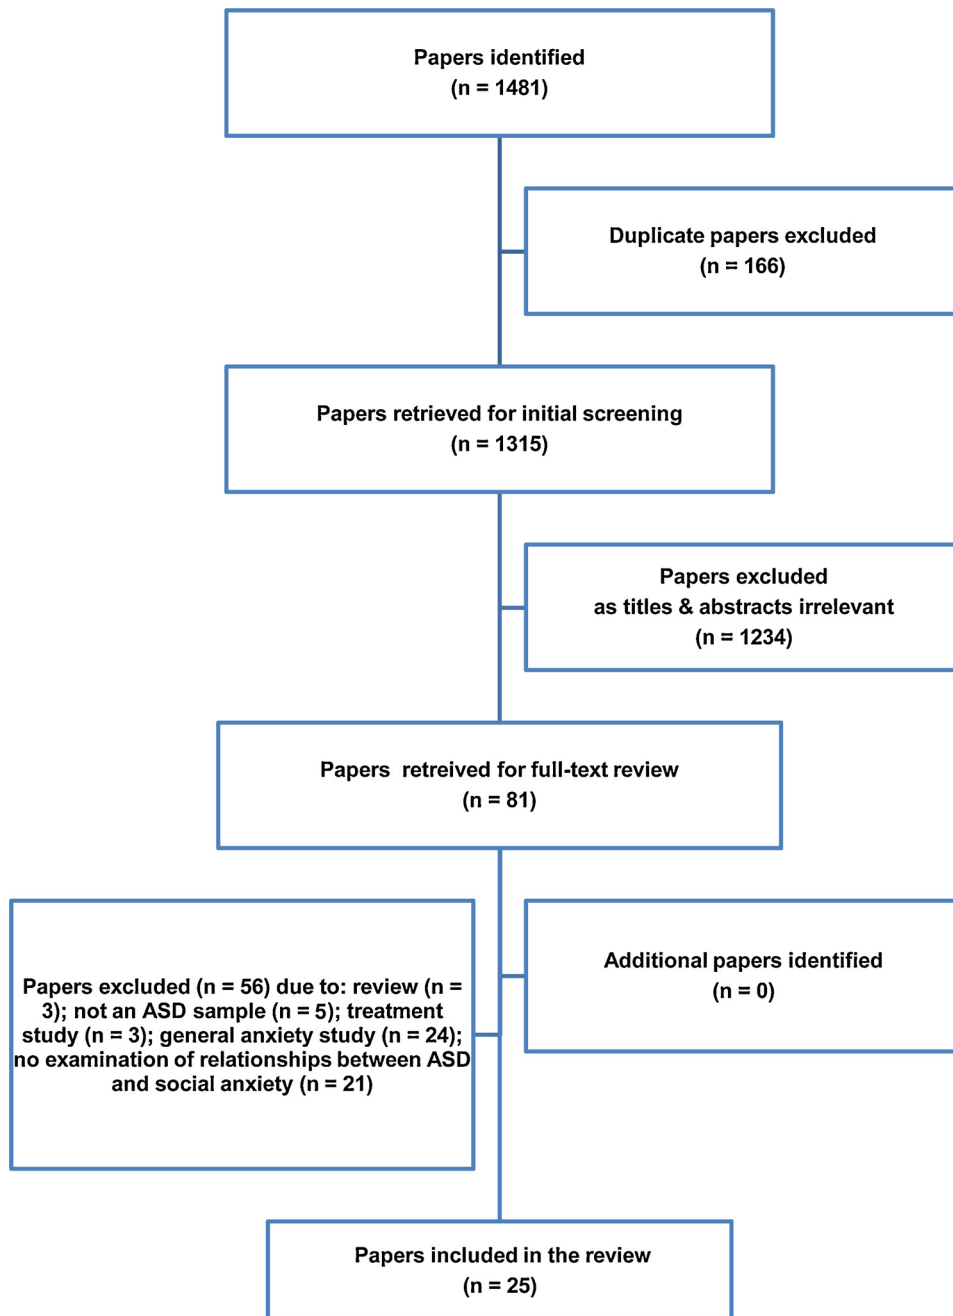 Papers identified
(n = 1481)
Duplicate papers excluded
(n = 166)
Papers retrieved for initial screening
(n = 1315)
Papers excluded
as titles & abstracts irrelevant
(n = 1234)
Papers  retreived for full-text review
(n = 81)
Papers excluded (n = 56) due to: review (n =
3); not an ASD sample (n = 5); treatment
study (n = 3); general anxiety study (n = 24);
no examination of relationships between ASD
and social anxiety (n = 21)
Additional papers identified
(n = 0)
Papers included in the review
(n = 25)